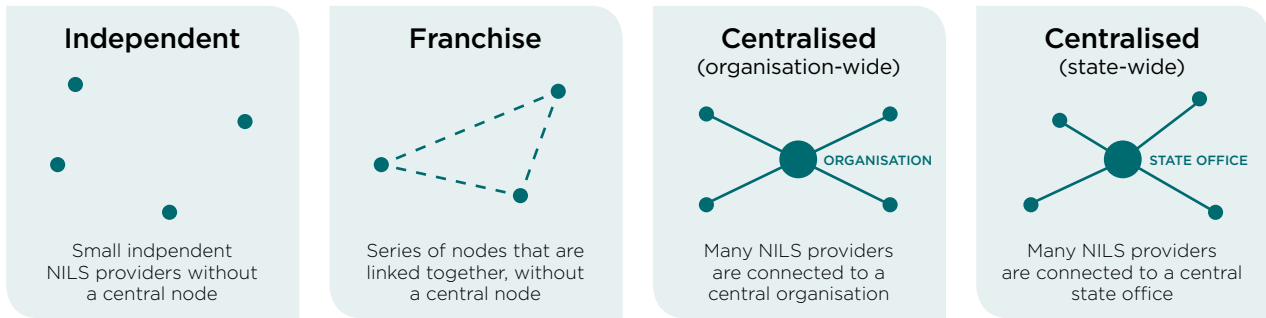 Independent
Small indpendent
NILS providers without
a central node
Franchise
Series of nodes that are
linked together, without
a central node
Centralised
(organisation-wide)
ORGANISATION
Many NILS providers
are connected to a
central organisation
Centralised
(state-wide)
STATE OFFICE
Many NILS providers
are connected to a central
state office